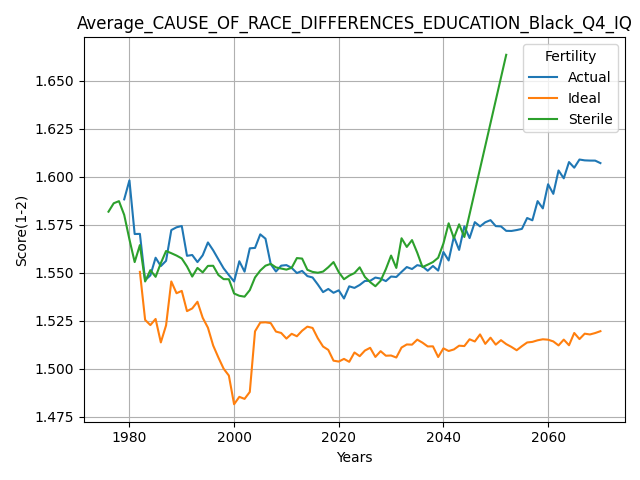 Average_CAUSE_OF_RACE_DIFFERENCES_EDUCATION_Black_Q4_IQ
Fertility
Actual
Ideal
Sterile
Score(1-2)
1.650
1.625
1.600
1.575
1.550
1.525
1.500
1.475
1980
2000
2020
2040
2060
Years